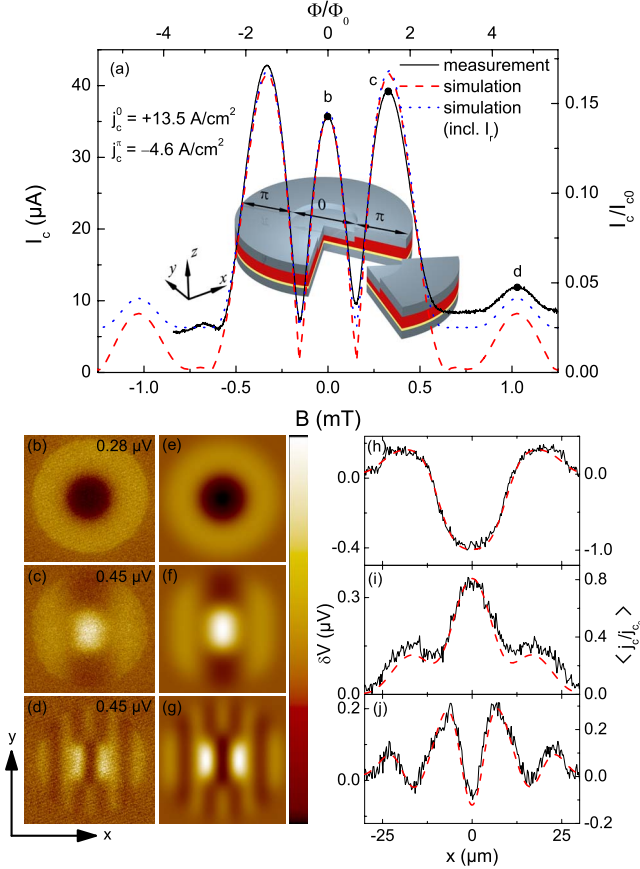 Φ/Φ0
-4 -2 0 2 4
(a)
measurement
simulation
simulation
(incl. Ir)
jc0 = +13.5 A/cm2
jcπ = –4.6 A/cm2
b
c
d
π 0 π
z
y
x
Ic (µA)
40
30
20
10
0
Ic/Ic0
0.15
0.10
0.05
0.00
-1.0 -0.5 0.0 0.5 1.0
B (mT)
(b) 0.28 µV
(e)
(c) 0.45 µV
(f)
(d) 0.45 µV
(g)
y
x
(h)
0.0
-0.4
0.0
-1.0
(i)
0.3
0.0
0.8
0.4
0.0
δV (µV)
< jc/jc0 >
(j)
0.2
0.0
0.2
0.0
-0.2
-25 0 25
x (µm)